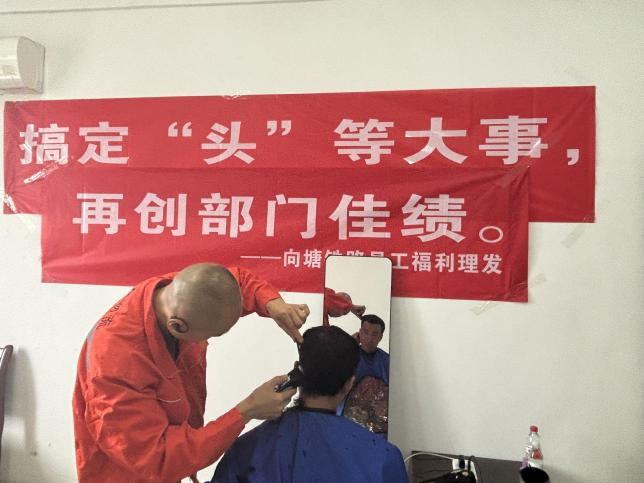 搞定“头”等大事，
再创部门佳绩。
——向塘铁路员工福利理发